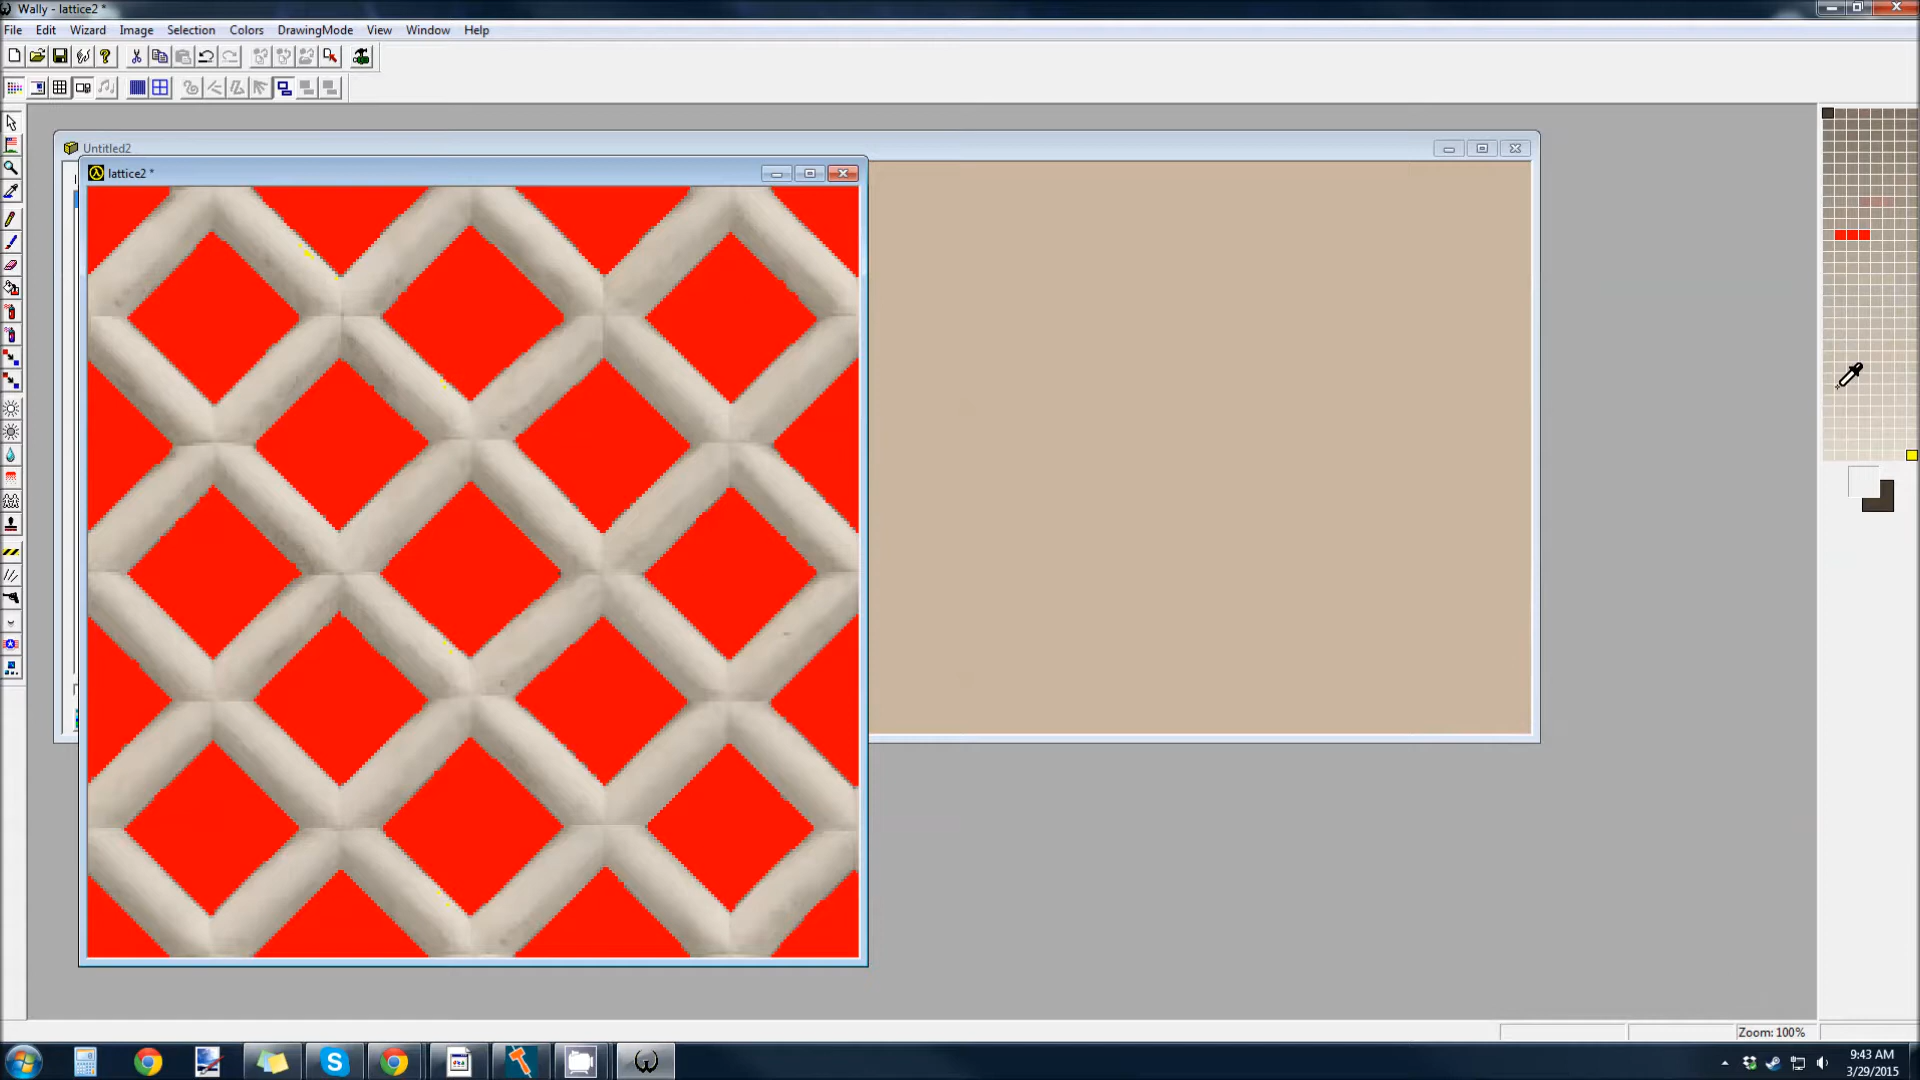 Wally - lattice2 *
File Edit Wizard Image Selection Colors DrawingMode View Window Help
Untitled2
lattice2 *
Zoom: 100%
9:43 AM
3/29/2015